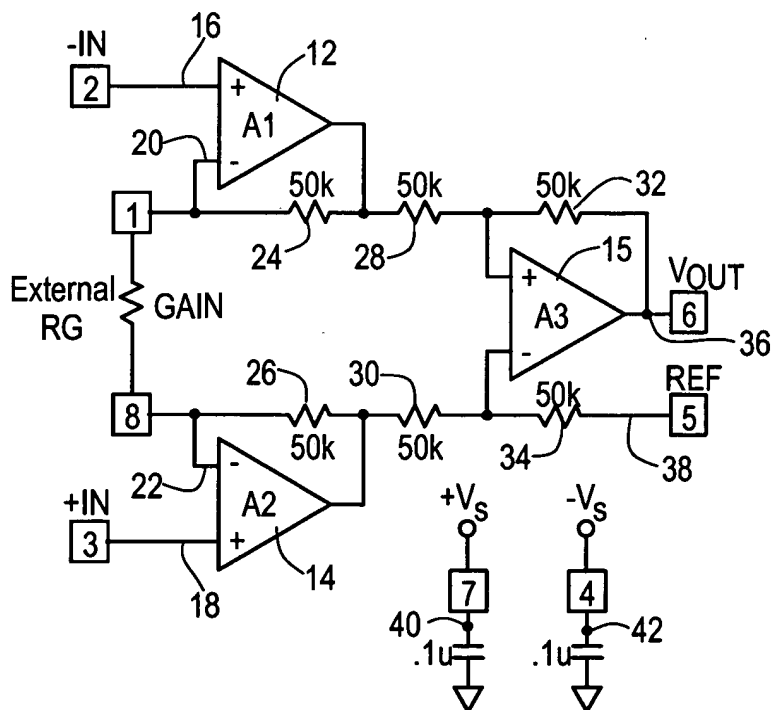 -IN
16
12
2
+
A1
20
-
50k
50k
50k
32
1
24
28
15
External
RG
GAIN
+
A3
-
VOUT
6
36
26
30
50k
REF
8
50k
50k
34
5
38
22
-
A2
+
+IN
3
18
14
+Vs
-Vs
7
4
40
42
.1u
.1u